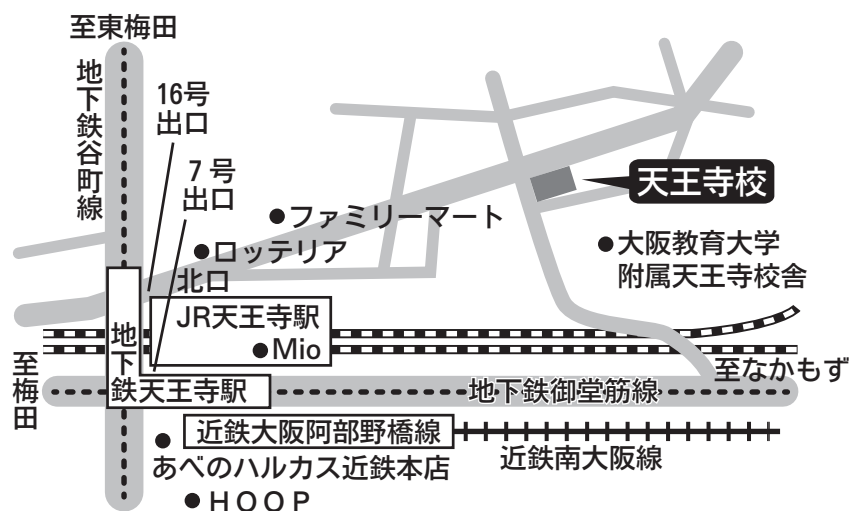 至東梅田
地下鉄谷町線
16号
出口
7号
出口
天王寺校
ファミリーマート
ロッテリア
大阪教育大学
附属天王寺校舎
北口
JR天王寺駅
Mio
地下
鉄天王寺駅
至梅田
至なかもず
地下鉄御堂筋線
近鉄大阪阿部野橋線
近鉄南大阪線
あべのハルカス近鉄本店
HOOP